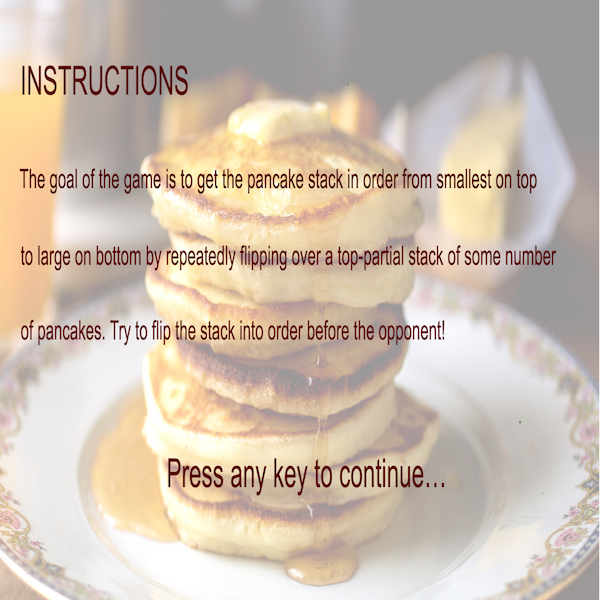 INSTRUCTIONS
The goal of the game is to get the pancake stack in order from smallest on top
to large on bottom by repeatedly flipping over a top-partial stack of some number
of pancakes. Try to flip the stack into order before the opponent!
Press any key to continue...